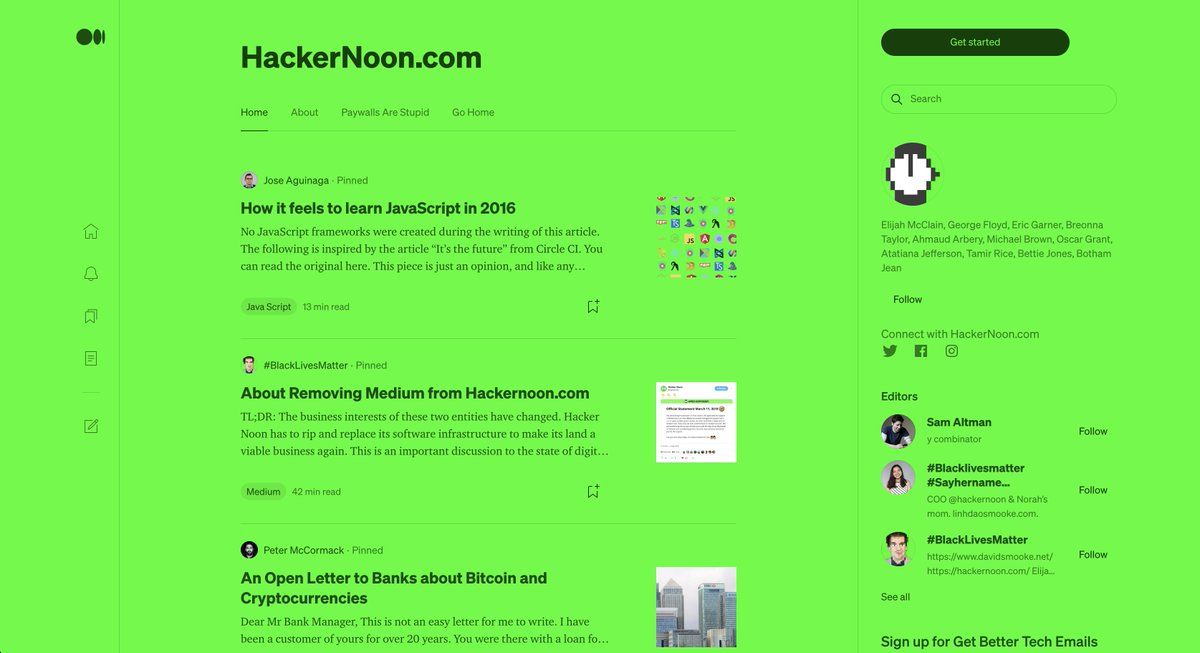 HackerNoon.com
Home About Paywalls Are Stupid Go Home
Jose Aguinaga · Pinned
How it feels to learn JavaScript in 2016
No JavaScript frameworks were created during the writing of this article.
The following is inspired by the article “It’s the future” from Circle CI. You
can read the original here. This piece is just an opinion, and like any…
Java Script 13 min read
#BlackLivesMatter · Pinned
About Removing Medium from Hackernoon.com
TL;DR: The business interests of these two entities have changed. Hacker
Noon has to rip and replace its software infrastructure to make its land a
viable business again. This is an important discussion to the state of digit…
Medium 42 min read
Peter McCormack · Pinned
An Open Letter to Banks about Bitcoin and
Cryptocurrencies
Dear Mr Bank Manager, This is not an easy letter for me to write. I have
been a customer of yours for over 20 years. You were there with a loan fo…
Get started
Search
Elijah McClain, George Floyd, Eric Garner, Breonna
Taylor, Ahmaud Arbery, Michael Brown, Oscar Grant,
Atatiana Jefferson, Tamir Rice, Bettie Jones, Botham
Jean
Follow
Connect with HackerNoon.com
Editors
Sam Altman
y combinator
Follow
#Blacklivesmatter
#Sayhername...
COO @hackernoon & Norah’s
mom. linhdaosmooke.com.
Follow
#BlackLivesMatter
https://www.davidsmooke.net/
https://hackernoon.com/ Elija...
Follow
See all
Sign up for Get Better Tech Emails